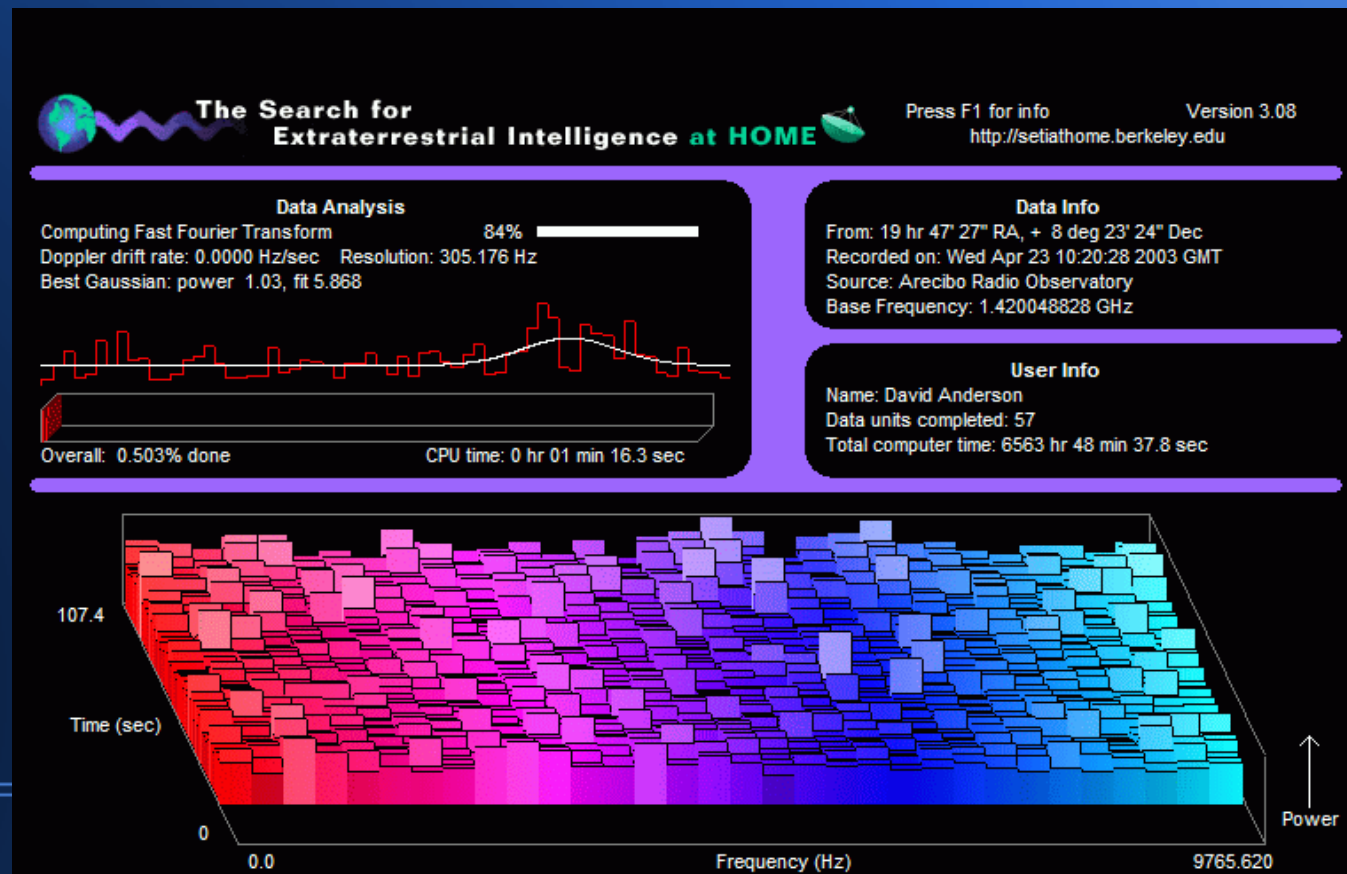 The Search for
Extraterrestrial Intelligence at HOME
Press F1 for info Version 3.08
http://setiathome.berkeley.edu
Data Analysis
Computing Fast Fourier Transform 84%
Doppler drift rate: 0.0000 Hz/sec Resolution: 305.176 Hz
Best Gaussian: power 1.03, fit 5.868
Overall: 0.503% done CPU time: 0 hr 01 min 16.3 sec
Data Info
From: 19 hr 47' 27" RA, + 8 deg 23' 24" Dec
Recorded on: Wed Apr 23 10:20:28 2003 GMT
Source: Arecibo Radio Observatory
Base Frequency: 1.420048828 GHz
User Info
Name: David Anderson
Data units completed: 57
Total computer time: 6563 hr 48 min 37.8 sec
107.4
Time (sec)
0
0.0 Frequency (Hz) 9765.620
Power